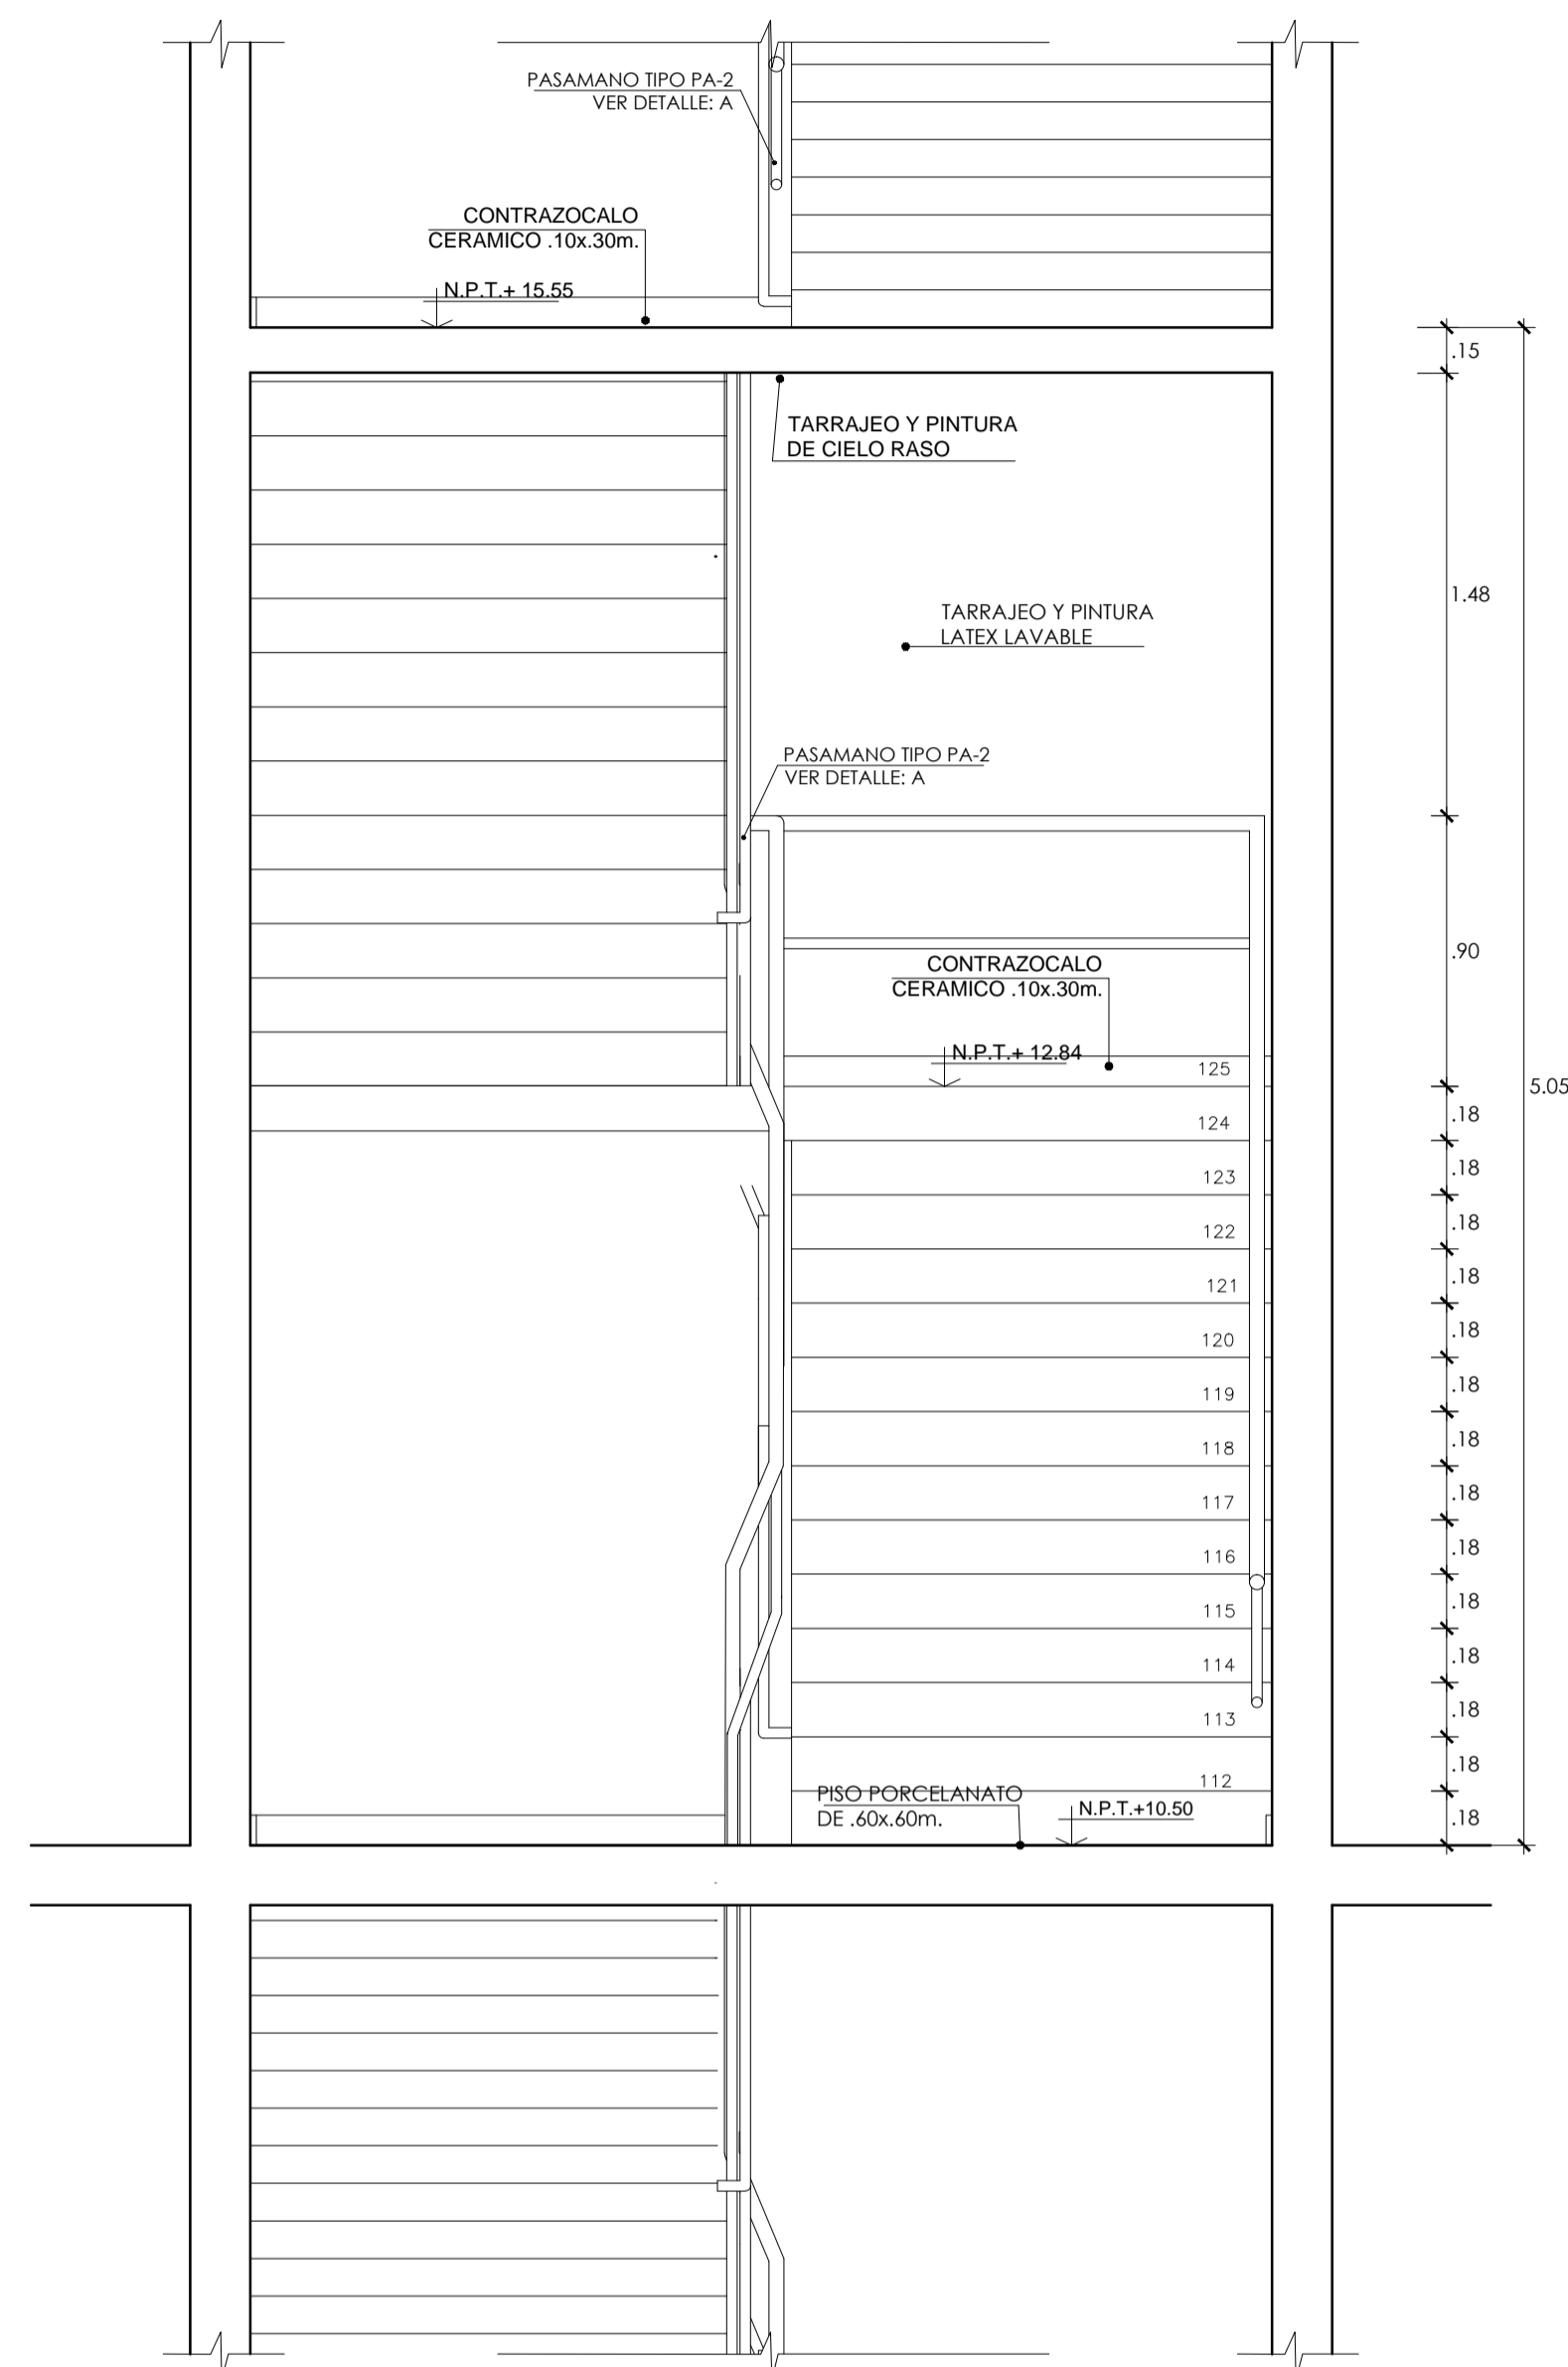 PASAMANO TIPO PA-2
VER DETALLE: A
CONTRAZOCALO
CERAMICO .10x.30m.
N.P.T.+ 15.55
.15
TARRAJEO Y PINTURA
DE CIELO RASO
1.48
TARRAJEO Y PINTURA
LATEX LAVABLE
PASAMANO TIPO PA-2
VER DETALLE: A
.90
CONTRAZOCALO
CERAMICO .10x.30m.
N.P.T.+ 12.84
125
5.05
.18
124
.18
123
.18
122
.18
121
.18
120
.18
119
.18
118
.18
117
.18
116
.18
115
.18
114
.18
113
.18
112
PISO PORCELANATO
DE .60x.60m.
N.P.T.+10.50
.18